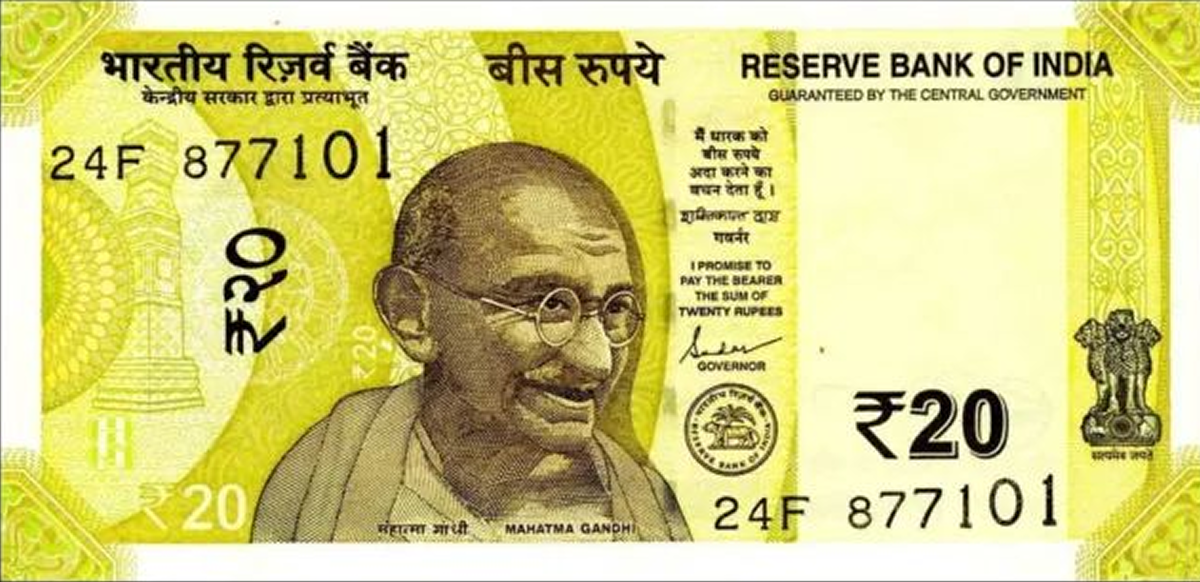 भारतीय रिज़र्व बैंक
केन्द्रीय सरकार द्वारा प्रत्याभूत
बीस रुपये
RESERVE BANK OF INDIA
GUARANTEED BY THE CENTRAL GOVERNMENT
24F 877101
₹२०
₹20
मैं धारक को
बीस रुपये
अदा करने का
वचन देता हूँ ।
शक्तिकान्त दास
गवर्नर
I PROMISE TO
PAY THE BEARER
THE SUM OF
TWENTY RUPEES
GOVERNOR
भारतीय रिज़र्व बैंक
RESERVE BANK OF INDIA
₹20
सत्यमेव जयते
₹20
महात्मा गांधी
MAHATMA GANDHI
24F 877101